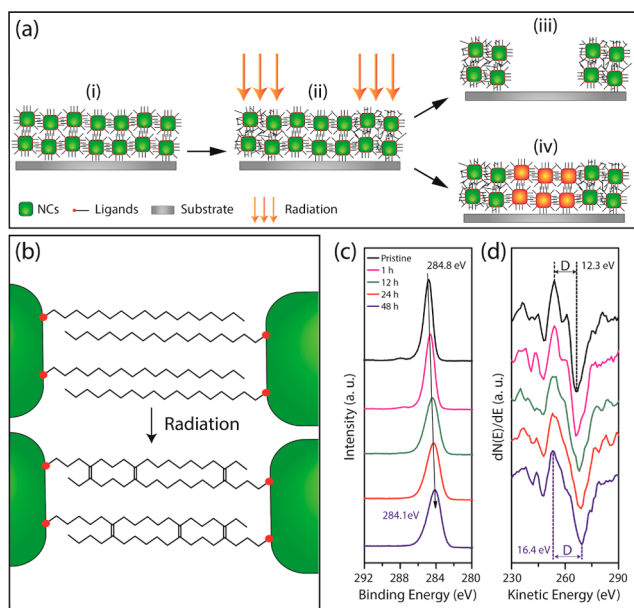 (a)
(i)
(ii)
(iii)
(iv)
NCs
Ligands
Substrate
Radiation
(b)
Radiation
(c)
Pristine
1 h
12 h
24 h
48 h
284.8 eV
284.1eV
Intensity (a. u.)
292 288 284 280
Binding Energy (eV)
(d)
D
12.3 eV
dN(E)/dE (a. u.)
16.4 eV
D
230 250 270 290
Kinetic Energy (eV)